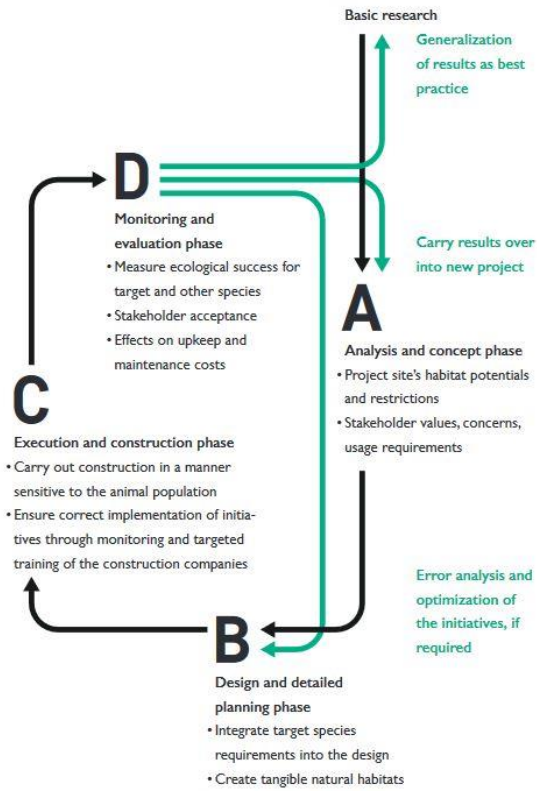 Basic research
Generalization
of results as best
practice
D
Monitoring and
evaluation phase
• Measure ecological success for
target and other species
• Stakeholder acceptance
• Effects on upkeep and
maintenance costs
Carry results over
into new project
A
Analysis and concept phase
• Project site's habitat potentials
and restrictions
• Stakeholder values, concerns,
usage requirements
C
Execution and construction phase
• Carry out construction in a manner
sensitive to the animal population
• Ensure correct implementation of initia-
tives through monitoring and targeted
training of the construction companies
Error analysis and
optimization of
the initiatives, if
required
B
Design and detailed
planning phase
• Integrate target species
requirements into the design
• Create tangible natural habitats